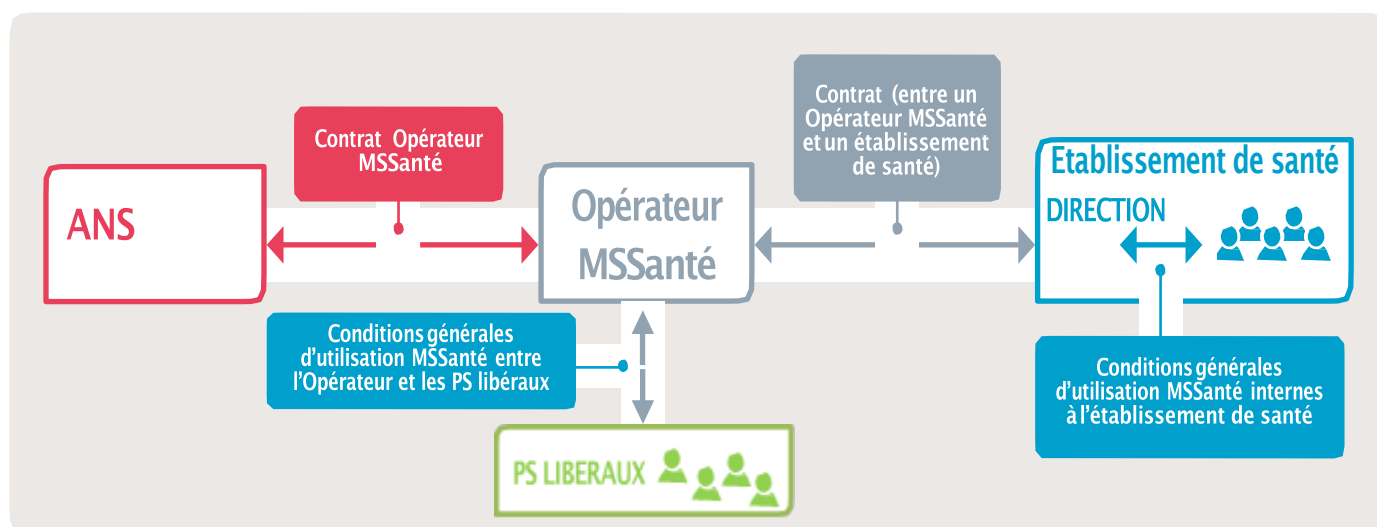 Contrat Opérateur
MSSanté
Contrat (entre un
Opérateur MSSanté
et un établissement
de santé)
ANS
Opérateur
MSSanté
Etablissement de santé
DIRECTION
Conditions générales
d'utilisation MSSanté entre
l'Opérateur et les PS libéraux
Conditions générales
d'utilisation MSSanté internes
à l'établissement de santé
PS LIBERAUX